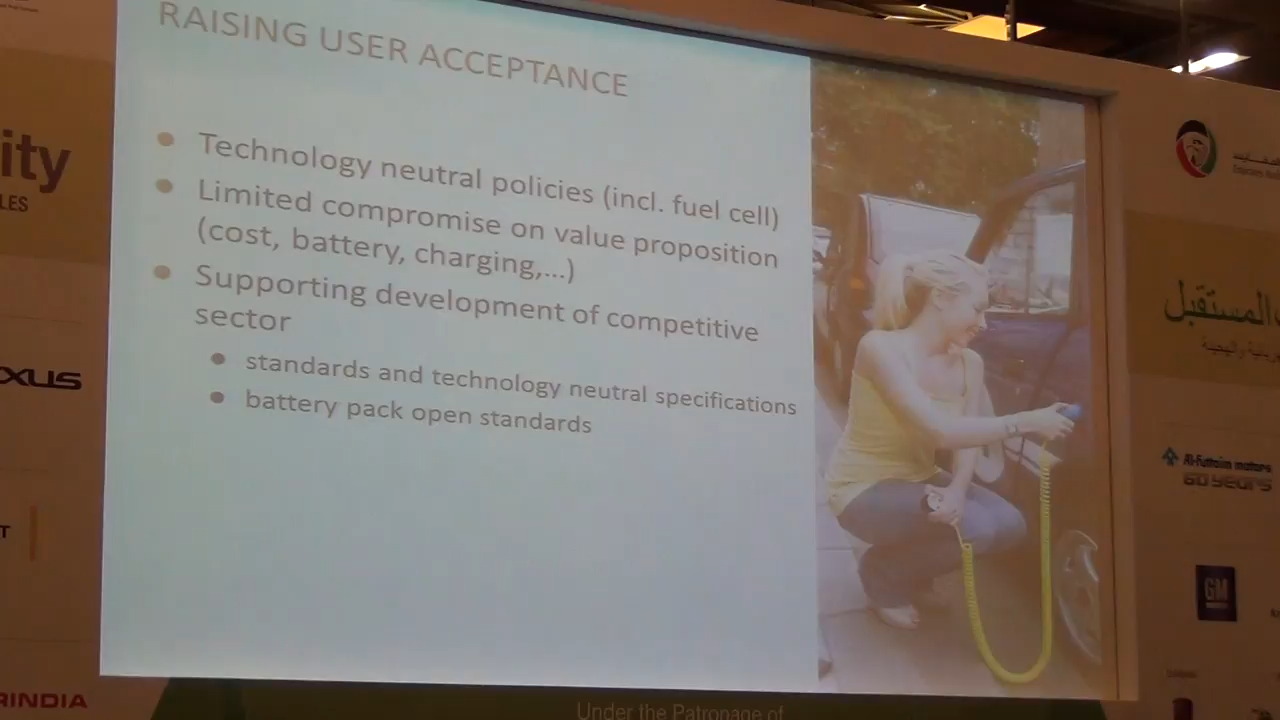 RAISING USER ACCEPTANCE
Technology neutral policies (incl. fuel cell)
Limited compromise on value proposition
(cost, battery, charging,...)
Supporting development of competitive
sector
standards and technology neutral specifications
battery pack open standards
ity
LES
XUS
T
RINDIA
المستقبل
Al-Futtaim motors
60 years
GM
Under the Patronage of